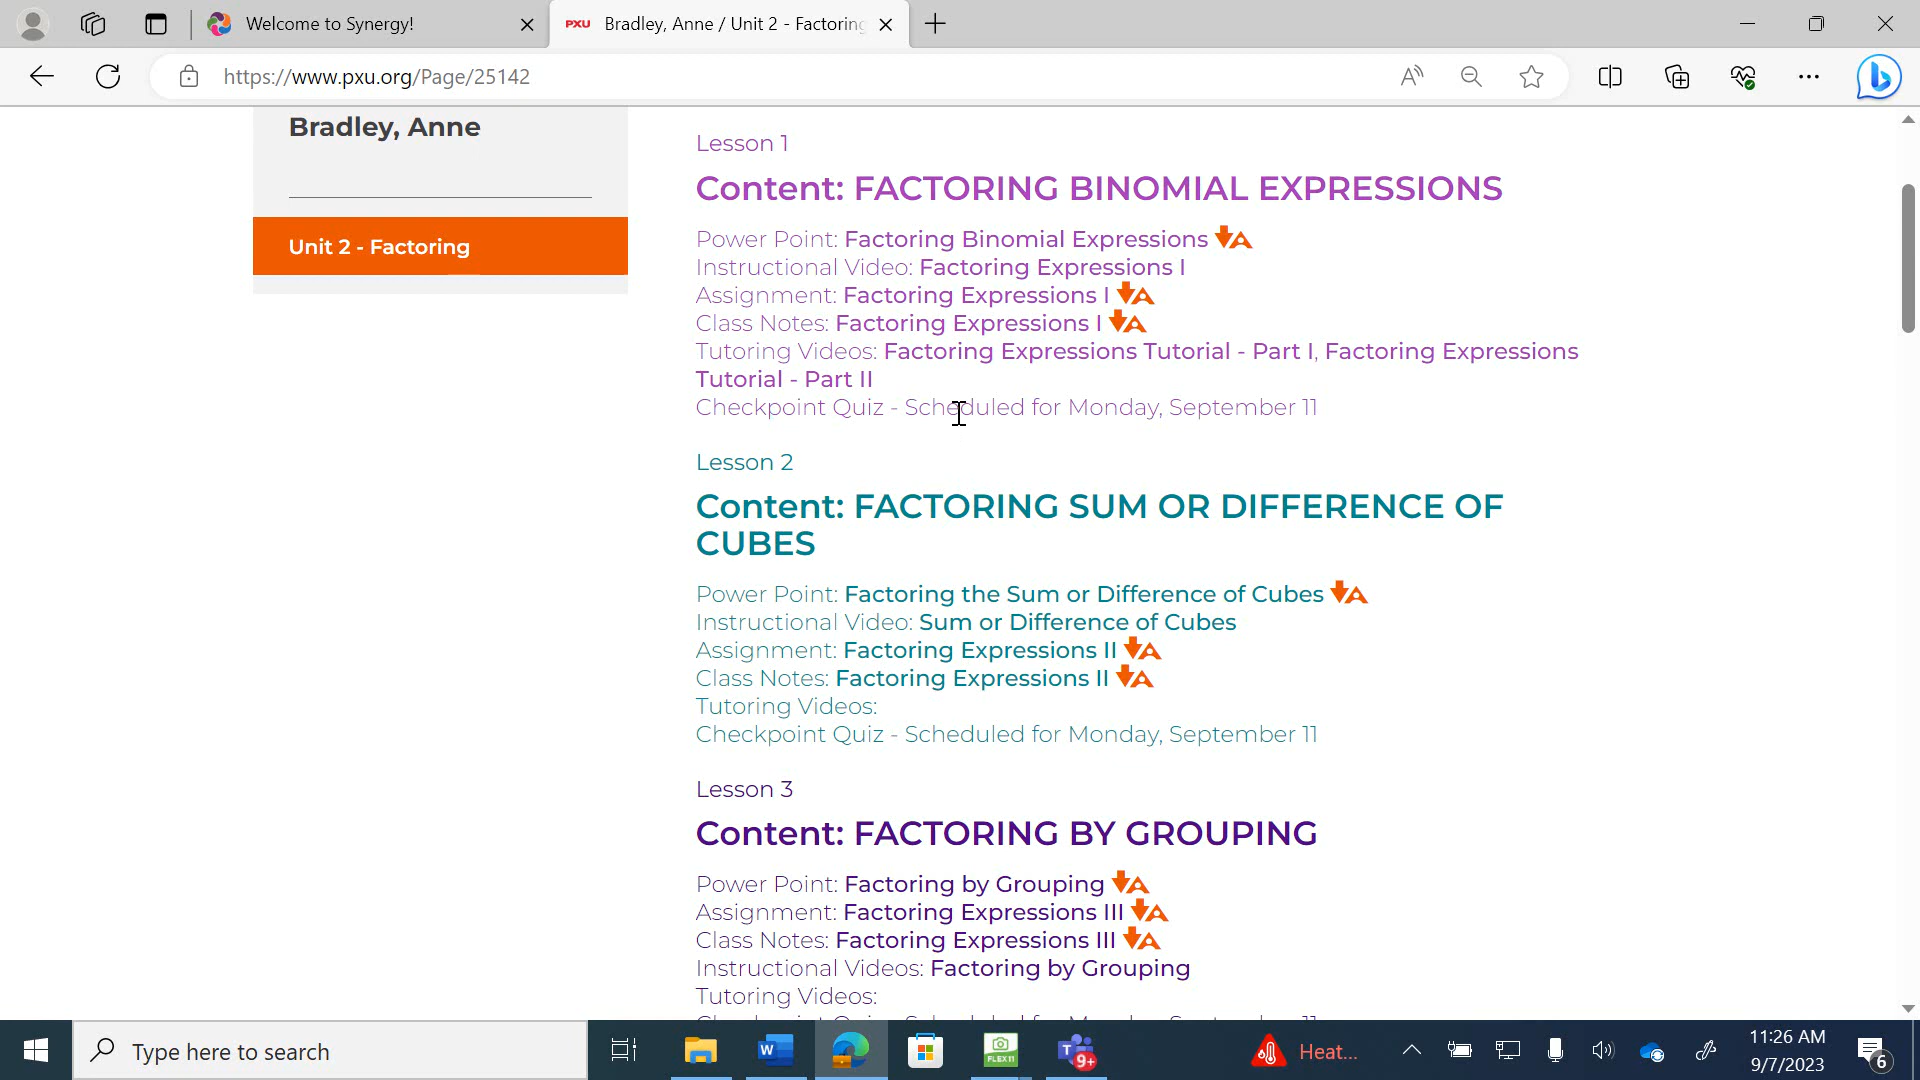 Welcome to Synergy!
PXU Bradley, Anne / Unit 2 - Factoring
https://www.pxu.org/Page/25142
Bradley, Anne
Unit 2 - Factoring
Lesson 1
Content: FACTORING BINOMIAL EXPRESSIONS
Power Point: Factoring Binomial Expressions
Instructional Video: Factoring Expressions I
Assignment: Factoring Expressions I
Class Notes: Factoring Expressions I
Tutoring Videos: Factoring Expressions Tutorial - Part I, Factoring Expressions
Tutorial - Part II
Checkpoint Quiz - Scheduled for Monday, September 11
Lesson 2
Content: FACTORING SUM OR DIFFERENCE OF
CUBES
Power Point: Factoring the Sum or Difference of Cubes
Instructional Video: Sum or Difference of Cubes
Assignment: Factoring Expressions II
Class Notes: Factoring Expressions II
Tutoring Videos:
Checkpoint Quiz - Scheduled for Monday, September 11
Lesson 3
Content: FACTORING BY GROUPING
Power Point: Factoring by Grouping
Assignment: Factoring Expressions III
Class Notes: Factoring Expressions III
Instructional Videos: Factoring by Grouping
Tutoring Videos:
Type here to search
FLEX11
9+
Heat...
11:26 AM
9/7/2023
6